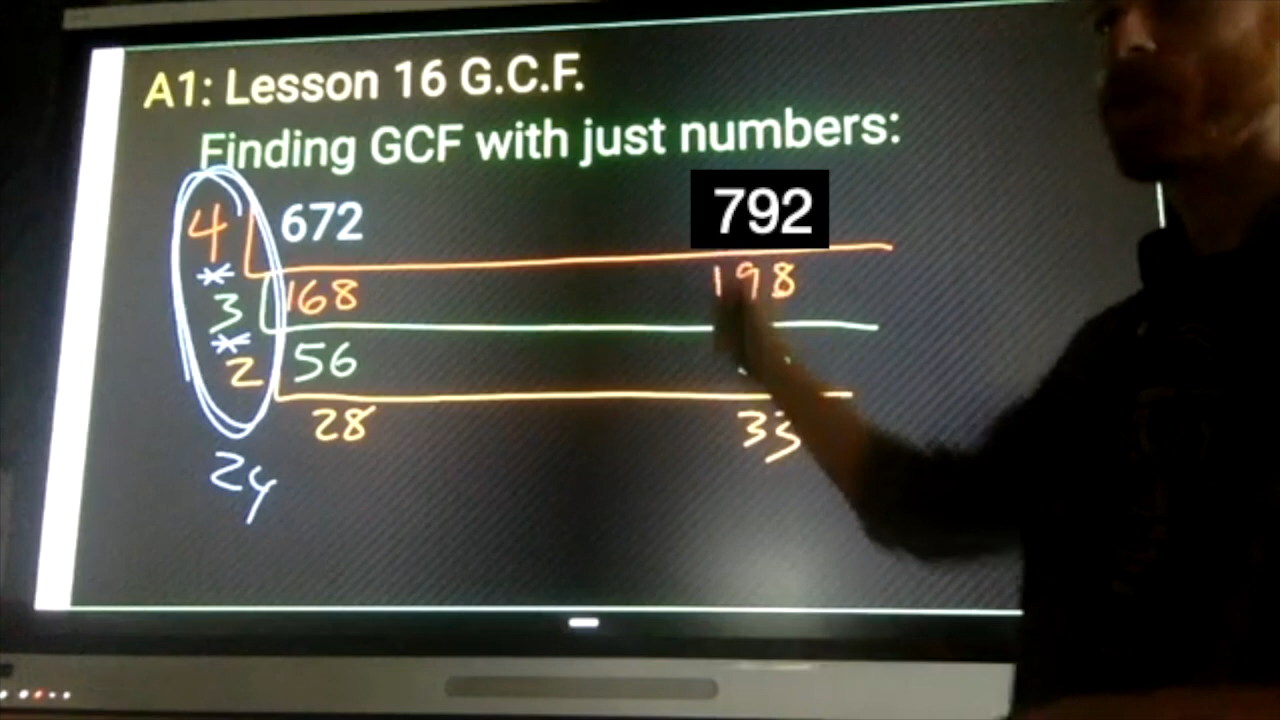 A1: Lesson 16 G.C.F.
Finding GCF with just numbers:
4 672 792
* 3 168 198
* 2 56
28 33
24